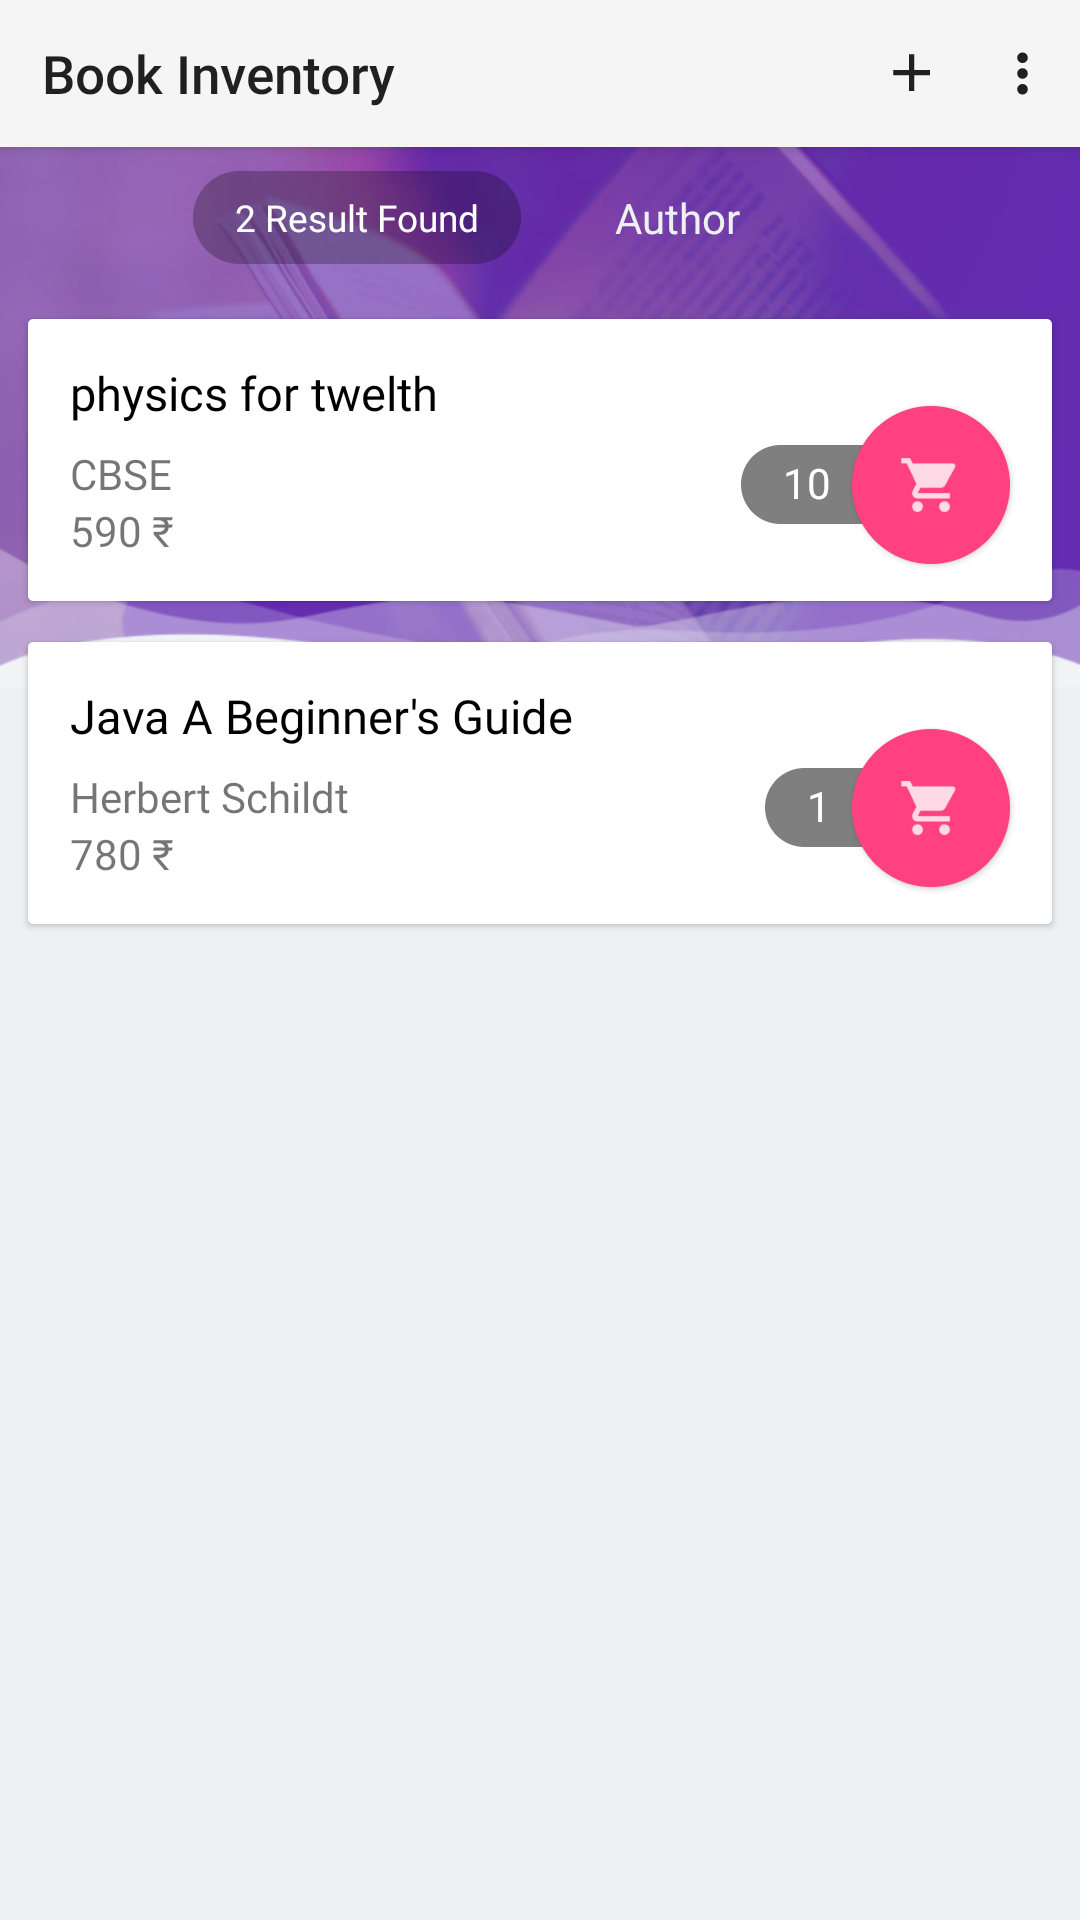 Book Inventory
2 Result Found
Author
physics for twelth
CBSE
590 ₹
10
Java A Beginner's Guide
Herbert Schildt
780 ₹
1